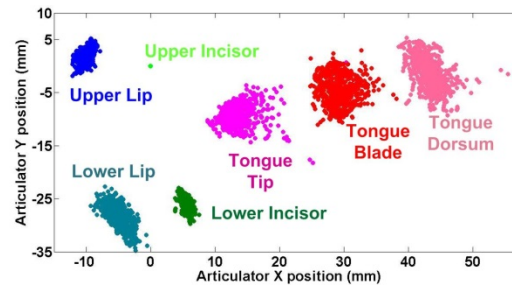 10
5
-5
-15
-25
-35
Articulator Y position (mm)
Upper Lip
Upper Incisor
Tongue
Tip
Tongue
Blade
Tongue
Dorsum
Lower Lip
Lower Incisor
-10 0 10 20 30 40 50
Articulator X position (mm)